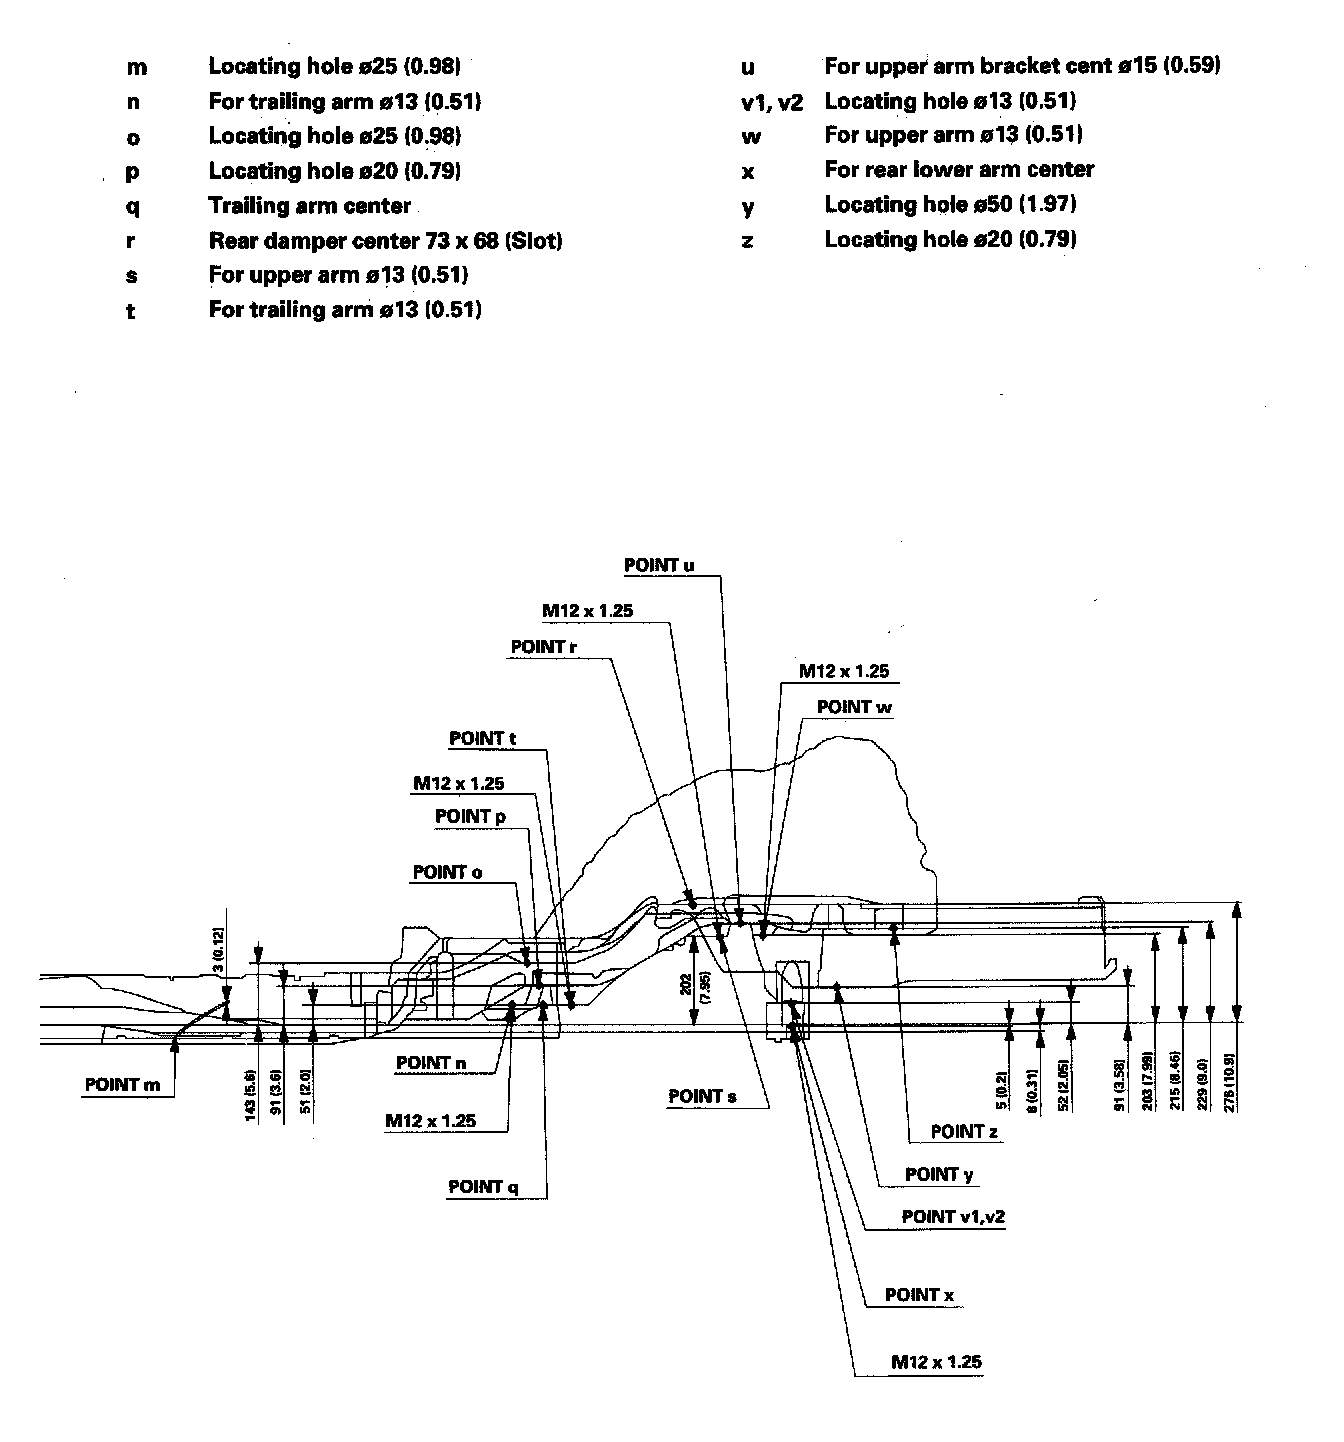 m Locating hole ø25 (0.98)
n For trailing arm ø13 (0.51)
o Locating hole ø25 (0.98)
p Locating hole ø20 (0.79)
q Trailing arm center
r Rear damper center 73 x 68 (Slot)
s For upper arm ø13 (0.51)
t For trailing arm ø13 (0.51)
u For upper arm bracket cent ø15 (0.59)
v1, v2 Locating hole ø13 (0.51)
w For upper arm ø13 (0.51)
x For rear lower arm center
y Locating hole ø50 (1.97)
z Locating hole ø20 (0.79)
POINT u
M12 x 1.25
POINT r
M12 x 1.25
POINT w
POINT t
M12 x 1.25
POINT p
POINT o
3 (0.12)
202
(7.95)
POINT m
143 (5.6)
91 (3.6)
51 (2.0)
POINT n
M12 x 1.25
POINT q
POINT s
5 (0.2)
8 (0.31)
52 (2.05)
91 (3.58)
203 (7.99)
215 (8.46)
229 (9.0)
276 (10.9)
POINT z
POINT y
POINT v1,v2
POINT x
M12 x 1.25